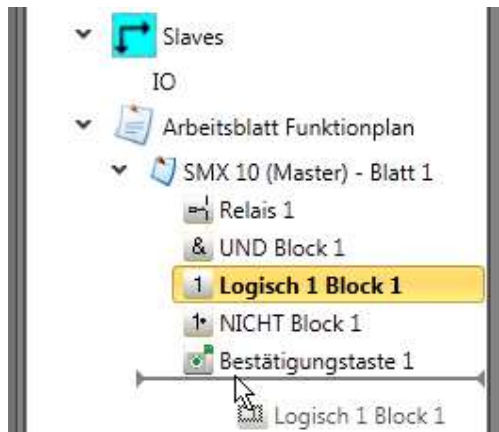 Slaves
IO
Arbeitsblatt Funktionplan
SMX 10 (Master) - Blatt 1
Relais 1
& UND Block 1
1 Logisch 1 Block 1
1• NICHT Block 1
Bestätigungstaste 1
Logisch 1 Block 1